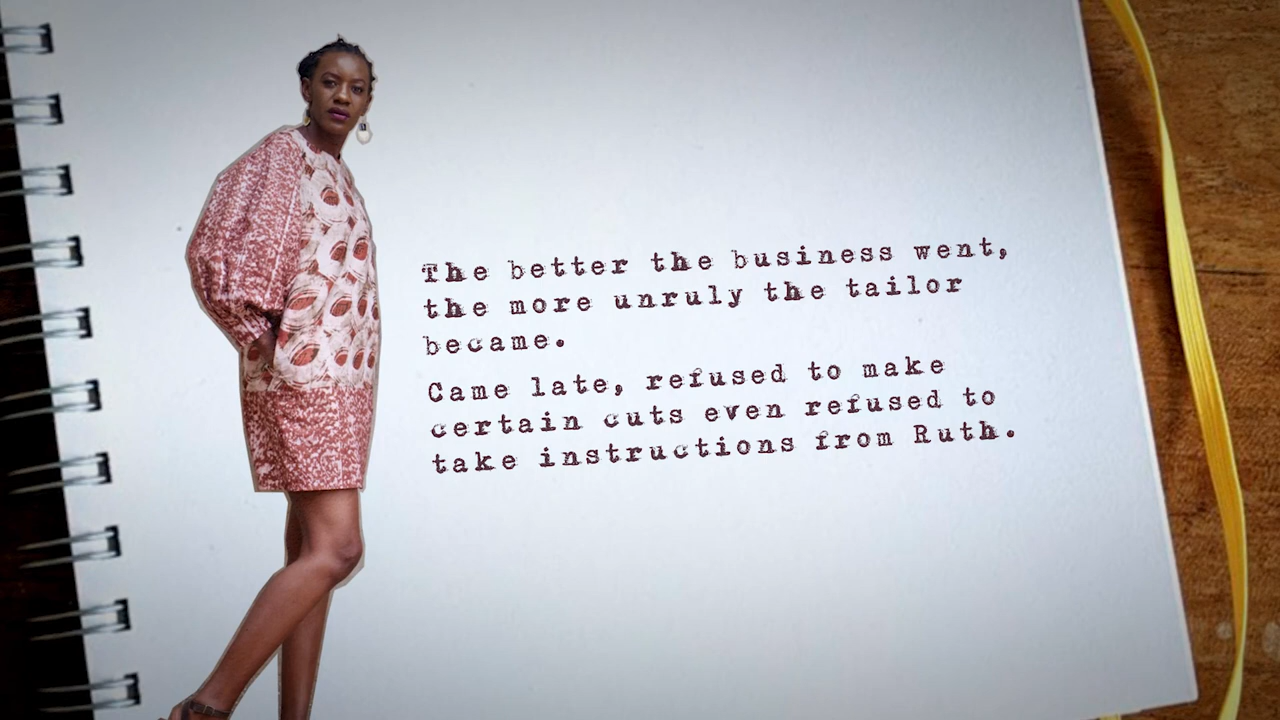 The better the business went,
the more unruly the tailor
became.
Came late, refused to make
certain cuts even refused to
take instructions from Ruth.